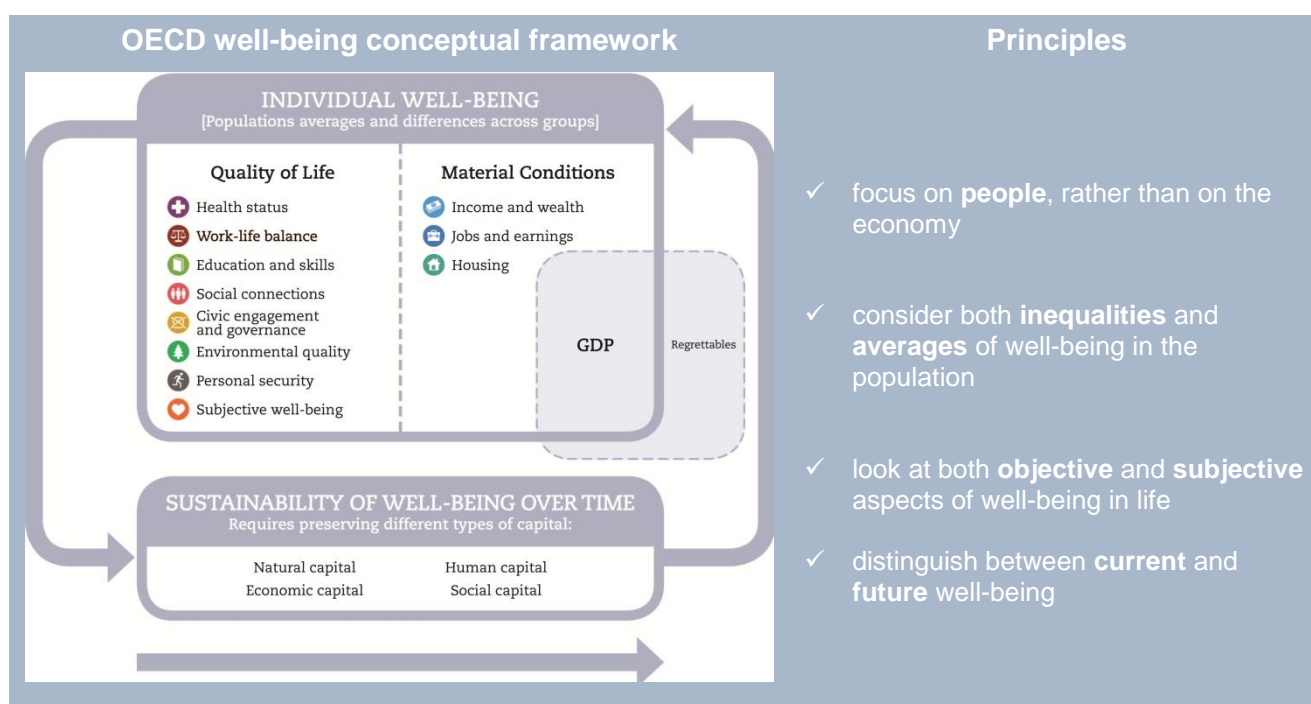 OECD well-being conceptual framework
INDIVIDUAL WELL-BEING
[Populations averages and differences across groups]
Quality of Life
Health status
Work-life balance
Education and skills
Social connections
Civic engagement
and governance
Environmental quality
Personal security
Subjective well-being
Material Conditions
Income and wealth
Jobs and earnings
Housing
GDP
Regrettables
SUSTAINABILITY OF WELL-BEING OVER TIME
Requires preserving different types of capital:
Natural capital
Human capital
Economic capital
Social capital
Principles
✓ focus on people, rather than on the
economy
✓ consider both inequalities and
averages of well-being in the
population
✓ look at both objective and subjective
aspects of well-being in life
✓ distinguish between current and
future well-being